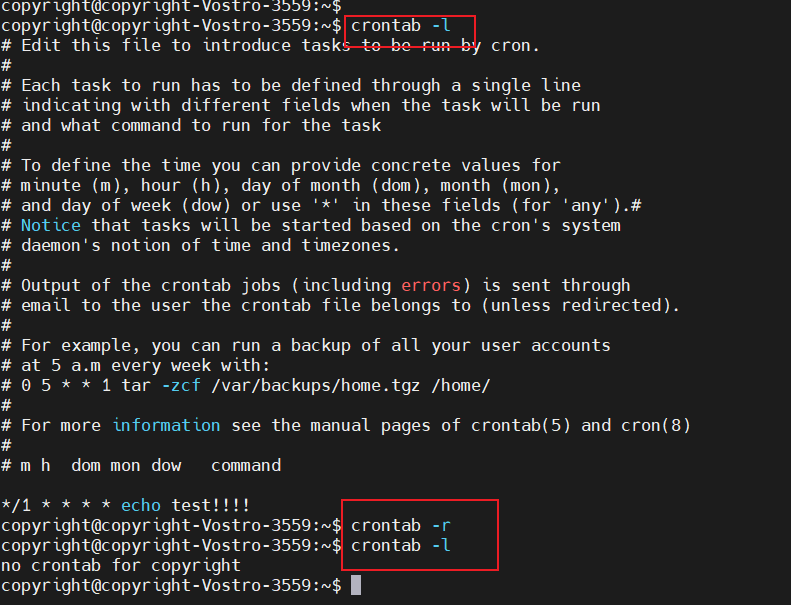 copyright@copyright-Vostro-3559:~$
copyright@copyright-Vostro-3559:~$ crontab -l
# Edit this file to introduce tasks to be run by cron.
#
# Each task to run has to be defined through a single line
# indicating with different fields when the task will be run
# and what command to run for the task
#
# To define the time you can provide concrete values for
# minute (m), hour (h), day of month (dom), month (mon),
# and day of week (dow) or use '*' in these fields (for 'any').#
# Notice that tasks will be started based on the cron's system
# daemon's notion of time and timezones.
#
# Output of the crontab jobs (including errors) is sent through
# email to the user the crontab file belongs to (unless redirected).
#
# For example, you can run a backup of all your user accounts
# at 5 a.m every week with:
# 0 5 * * 1 tar -zcf /var/backups/home.tgz /home/
#
# For more information see the manual pages of crontab(5) and cron(8)
#
# m h  dom mon dow   command

*/1 * * * * echo test!!!!
copyright@copyright-Vostro-3559:~$ crontab -r
copyright@copyright-Vostro-3559:~$ crontab -l
no crontab for copyright
copyright@copyright-Vostro-3559:~$